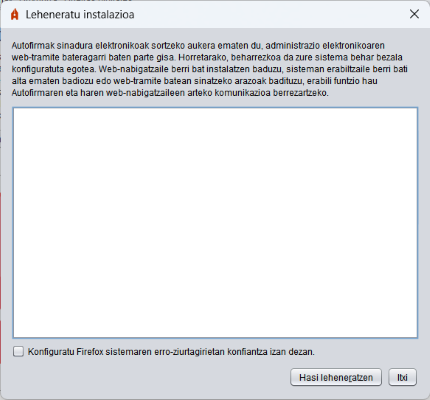 Leheneratu instalazioa
Autofirmak sinadura elektronikoak sortzeko aukera ematen du, administrazio elektronikoaren
web-tramite bateragarri baten parte gisa. Horretarako, beharrezkoa da zure sistema behar bezala
konfiguratuta egotea. Web-nabigatzaile berri bat instalatzen baduzu, sisteman erabiltzaile berri bati
alta ematen badiozu edo web-tramite batean sinatzeko arazoak badituzu, erabili funtzio hau
Autofirmaren eta haren web-nabigatzaileen arteko komunikazioa berrezartzeko.
Konfiguratu Firefox sistemaren erro-ziurtagirietan konfiantza izan dezan.
Hasi leheneratzen
Itxi